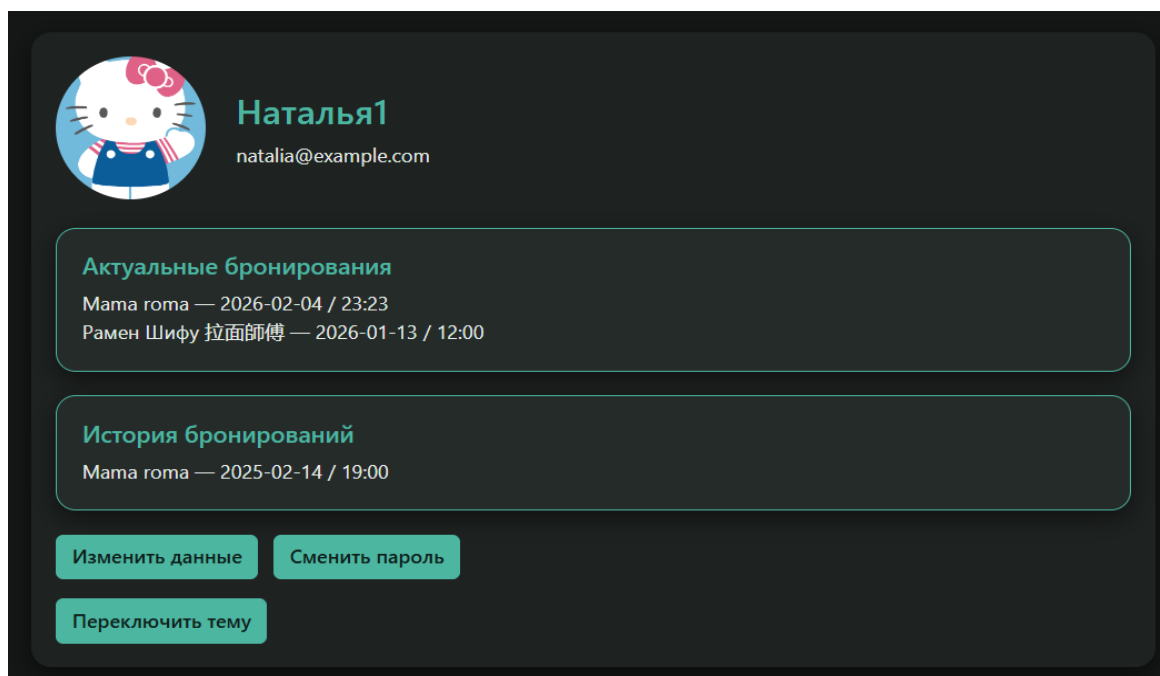 Наталья1
natalia@example.com
Актуальные бронирования
Mama roma — 2026-02-04 / 23:23
Рамен Шифу 拉面師傅 — 2026-01-13 / 12:00
История бронирований
Mama roma — 2025-02-14 / 19:00
Изменить данные
Сменить пароль
Переключить тему